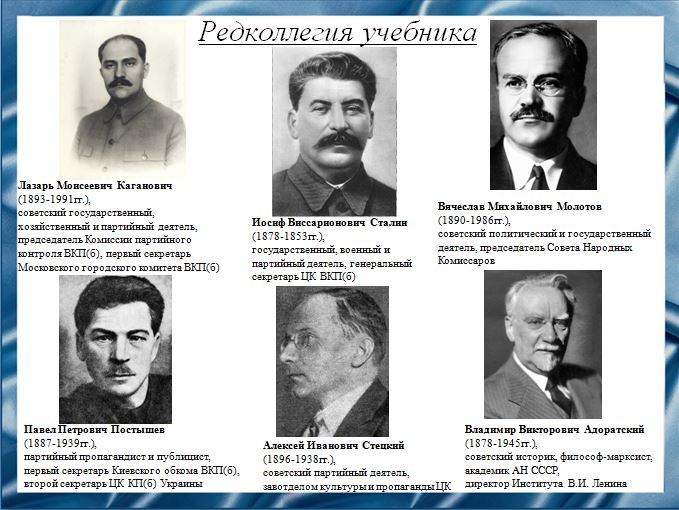 Редколлегия учебника
Лазарь Моисеевич Каганович
(1893-1991гг.),
советский государственный,
хозяйственный и партийный деятель,
председатель Комиссии партийного
контроля ВКП(б), первый секретарь
Московского городского комитета ВКП(б)
Иосиф Виссарионович Сталин
(1878-1853гг.),
государственный, военный и
партийный деятель, генеральный
секретарь ЦК ВКП(б)
Вячеслав Михайлович Молотов
(1890-1986гг.),
советский политический и государственный
деятель, председатель Совета Народных
Комиссаров
Павел Петрович Постышев
(1887-1939гг.),
партийный пропагандист и публицист,
первый секретарь Киевского обкома ВКП(б),
второй секретарь ЦК КП(б) Украины
Алексей Иванович Стецкий
(1896-1938гг.),
советский партийный деятель,
завотделом культуры и пропаганды ЦК
Владимир Викторович Адоратский
(1878-1945гг.),
советский историк, философ-марксист,
академик АН СССР,
директор Института В.И. Ленина